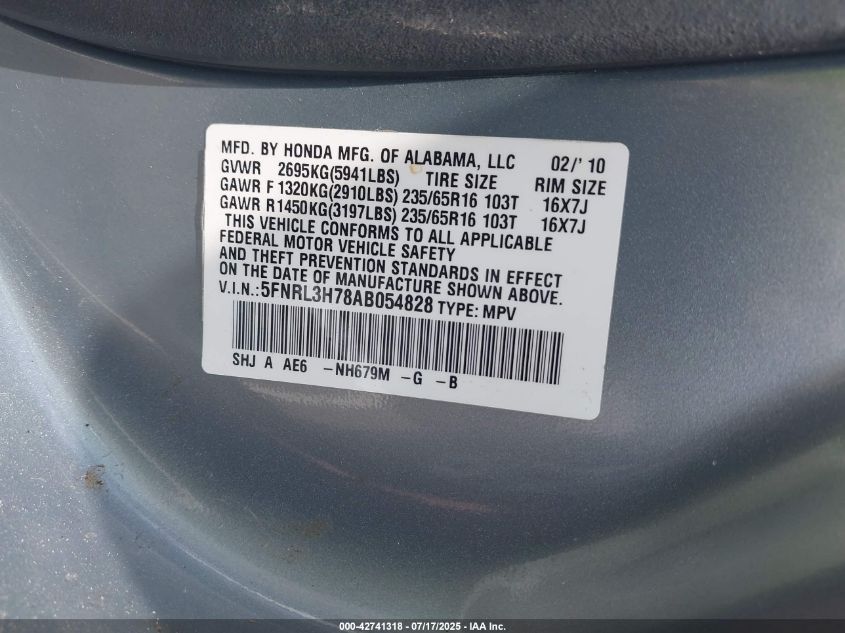 MFD. BY HONDA MFG. OF ALABAMA, LLC 02/' 10
GVWR 2695KG(5941LBS) TIRE SIZE RIM SIZE
GAWR F 1320KG(2910LBS) 235/65R16 103T 16X7J
GAWR R1450KG(3197LBS) 235/65R16 103T 16X7J
THIS VEHICLE CONFORMS TO ALL APPLICABLE
FEDERAL MOTOR VEHICLE SAFETY
AND THEFT PREVENTION STANDARDS IN EFFECT
ON THE DATE OF MANUFACTURE SHOWN ABOVE.
V.I.N.:5FNRL3H78AB054828 TYPE: MPV
SHJ A AE6 -NH679M -G -B
000-42741318 - 07/17/2025 - IAA Inc.